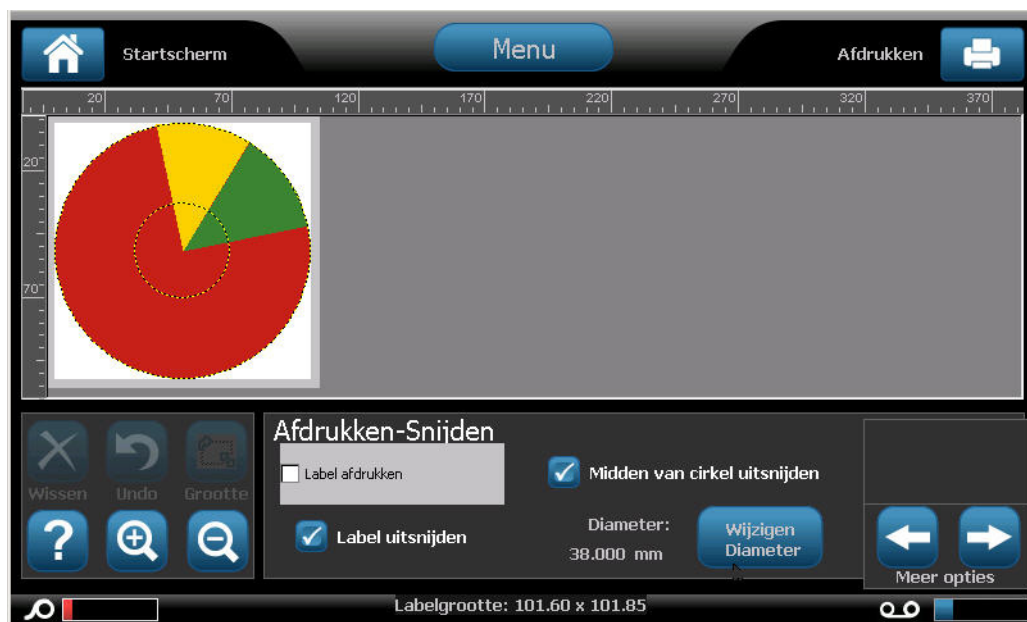 Startscherm
Menu
Afdrukken
20 70 120 170 220 270 320 370
20
70
Afdrukken-Snijden
Label afdrukken
Midden van cirkel uitsnijden
Wissen Undo Grootte
Label uitsnijden
Diameter:
38.000 mm
Wijzigen
Diameter
?
Meer opties
Labelgrootte: 101.60 x 101.85